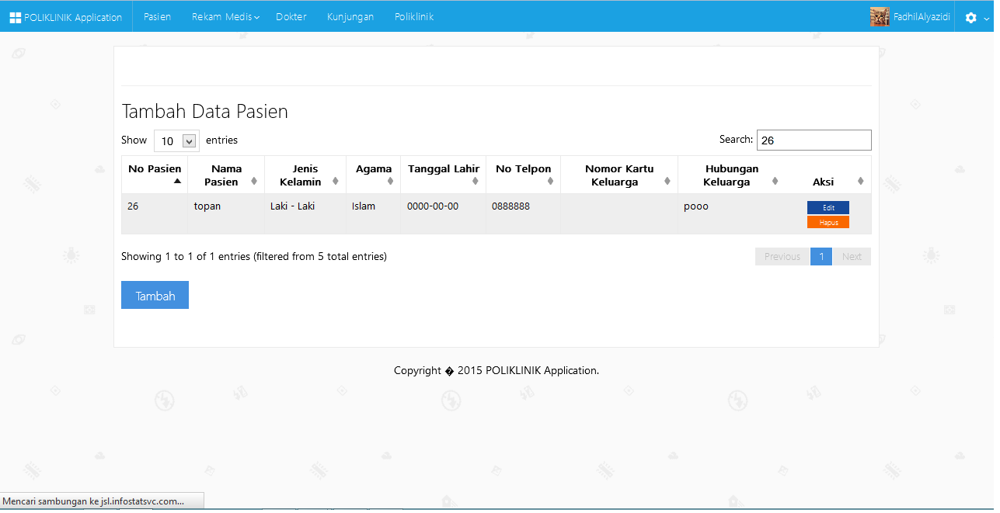 POLIKLINIK Application Pasien Rekam Medis Dokter Kunjungan Poliklinik FadhilAlyazidi
Tambah Data Pasien
Show 10 entries Search: 26
No Pasien Nama Pasien Jenis Kelamin Agama Tanggal Lahir No Telpon Nomor Kartu Keluarga Hubungan Keluarga Aksi
26 topan Laki - Laki Islam 0000-00-00 0888888 pooo Edit
Hapus
Showing 1 to 1 of 1 entries (filtered from 5 total entries) Previous 1 Next
Tambah
Copyright � 2015 POLIKLINIK Application.
Mencari sambungan ke jsl.infostatsvc.com...